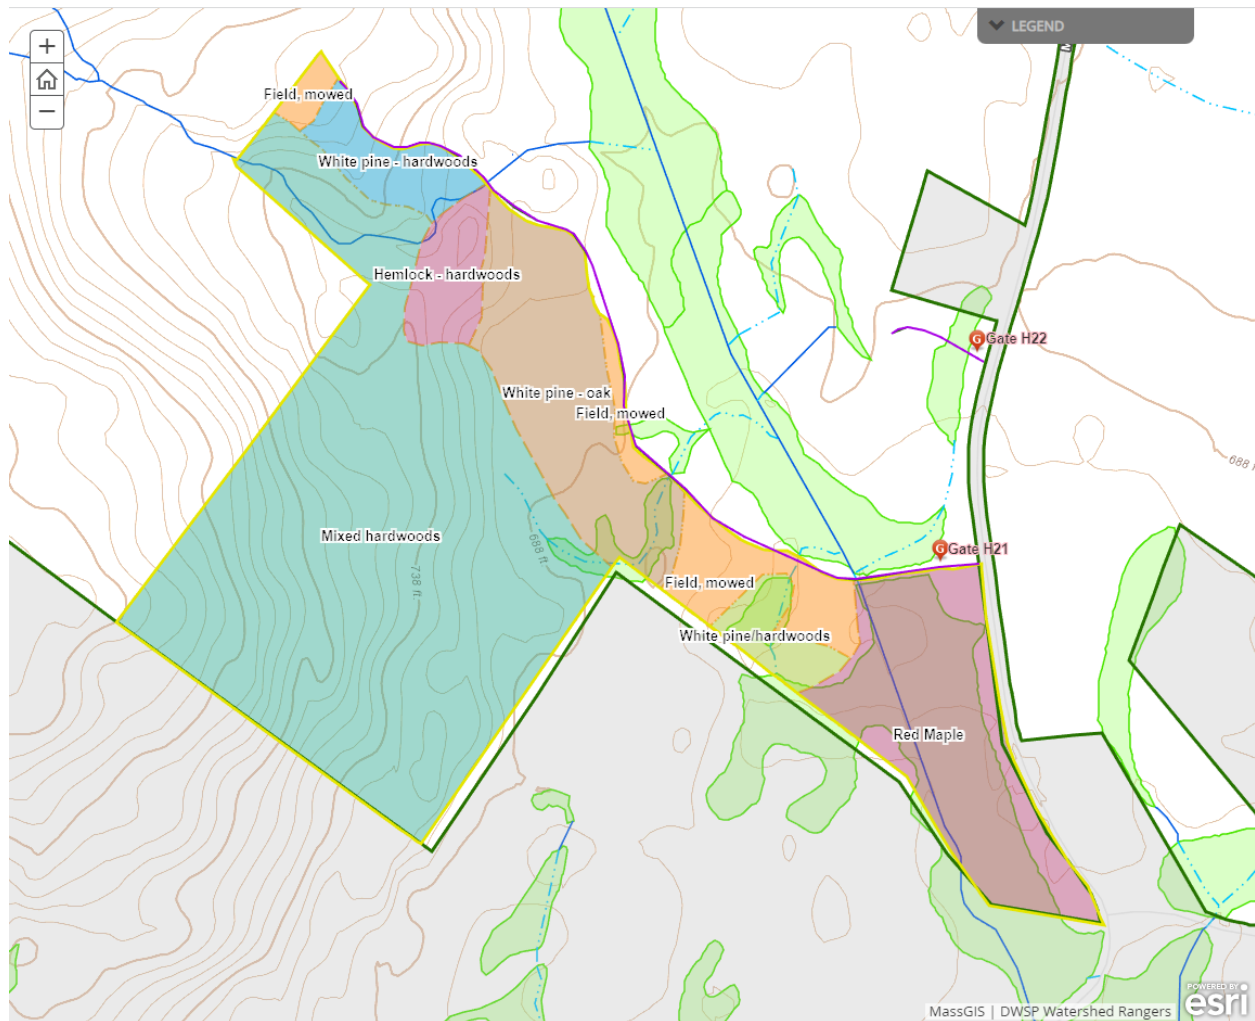 +
LEGEND
−
Field, mowed
White pine - hardwoods
Hemlock - hardwoods
Gate H22
White pine - oak
Field, mowed
688 f
Mixed hardwoods
688 ft
Gate H21
738 ft
Field, mowed
White pine/hardwoods
Red Maple
MassGIS | DWSP Watershed Rangers
POWERED BY
esri